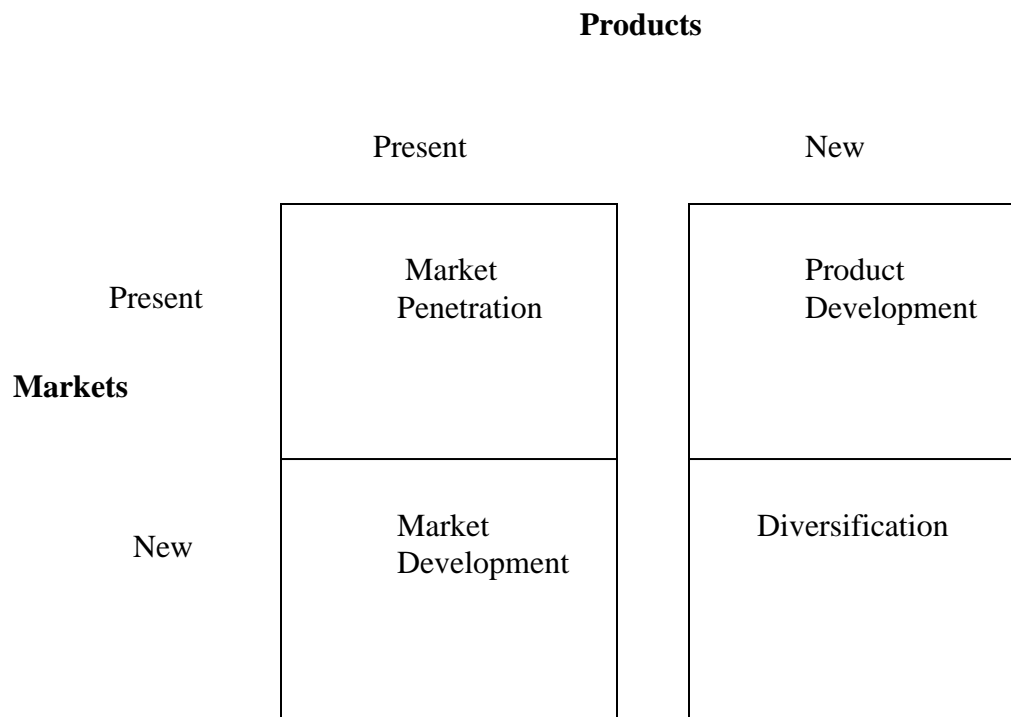 Products
Present
New
Market
Penetration
Product
Development
Present
Markets
Market
Development
Diversification
New